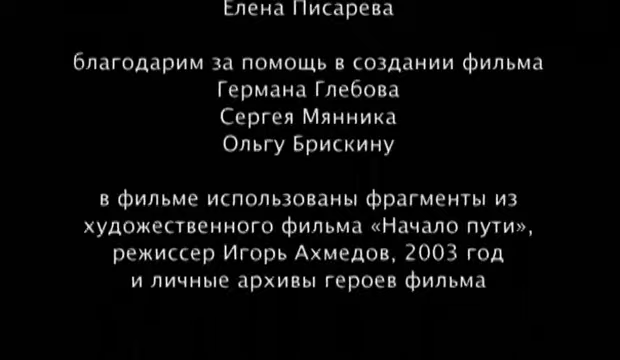 Елена Писарева
благодарим за помощь в создании фильма
Германа Глебова
Сергея Мянника
Ольгу Брискину
в фильме использованы фрагменты из
художественного фильма «Начало пути»,
режиссер Игорь Ахмедов, 2003 год
и личные архивы героев фильма